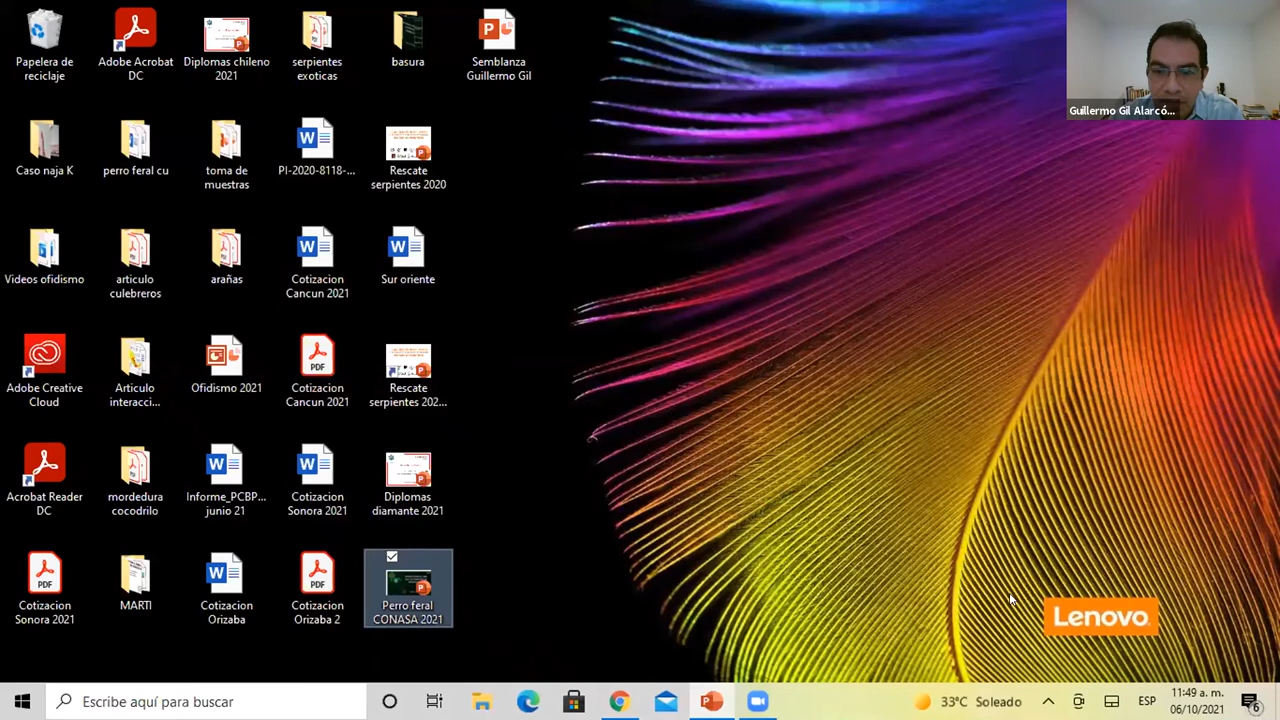 Papelera de
reciclaje
Adobe Acrobat
DC
Diplomas chileno
2021
serpientes
exoticas
basura
Semblanza
Guillermo Gil
Guillermo Gil Alarcó...
Caso naja K
perro feral cu
toma de
muestras
PI-2020-8118-...
Rescate
serpientes 2020
Videos ofidismo
articulo
culebreros
arañas
Cotizacion
Cancun 2021
Sur oriente
Adobe Creative
Cloud
Articulo
interacci...
Ofidismo 2021
PDF
Cotizacion
Cancun 2021
Rescate
serpientes 202...
Acrobat Reader
DC
mordedura
cocodrilo
Informe_PCBP...
junio 21
Cotizacion
Sonora 2021
Diplomas
diamante 2021
PDF
Cotizacion
Sonora 2021
MARTI
Cotizacion
Orizaba
PDF
Cotizacion
Orizaba 2
Perro feral
CONASA 2021
Lenovo
Escribe aquí para buscar
33°C Soleado
ESP
11:49 a. m.
06/10/2021
6